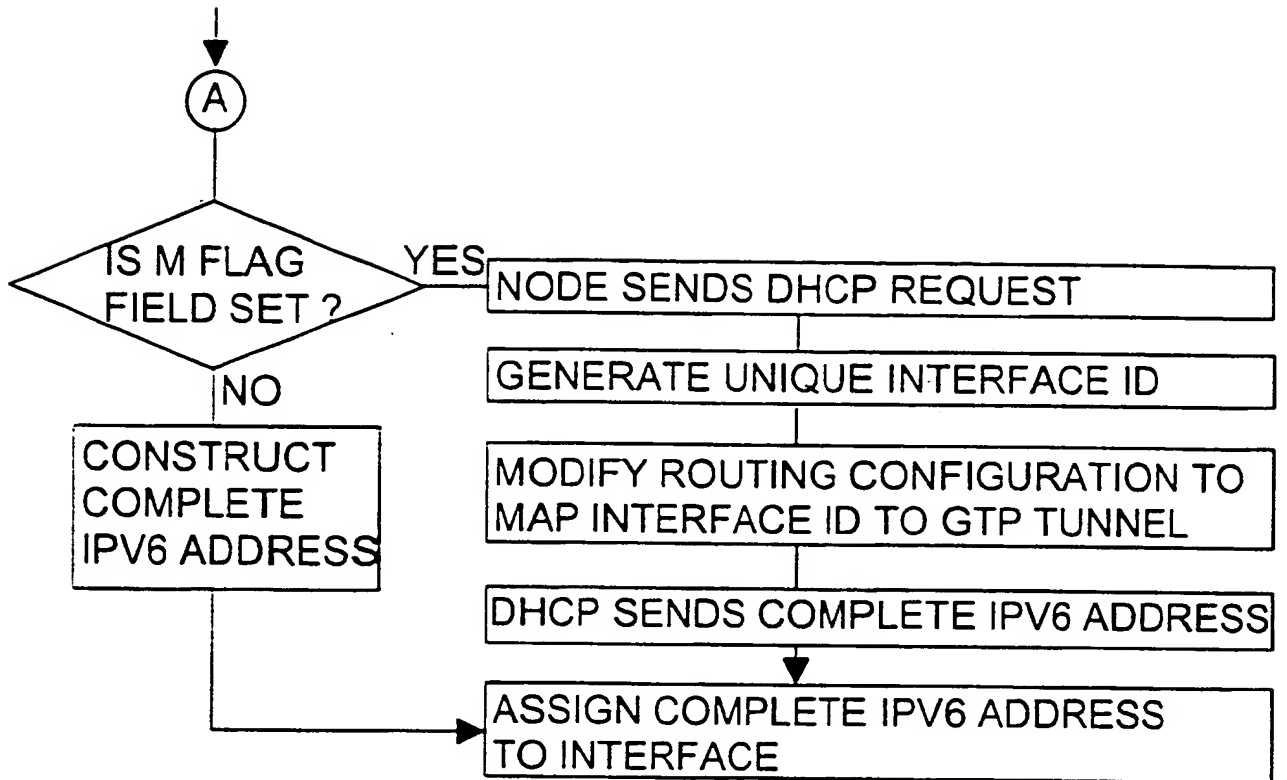 A
IS M FLAG
FIELD SET ?
YES
NODE SENDS DHCP REQUEST
GENERATE UNIQUE INTERFACE ID
NO
CONSTRUCT
COMPLETE
IPV6 ADDRESS
MODIFY ROUTING CONFIGURATION TO
MAP INTERFACE ID TO GTP TUNNEL
DHCP SENDS COMPLETE IPV6 ADDRESS
ASSIGN COMPLETE IPV6 ADDRESS
TO INTERFACE